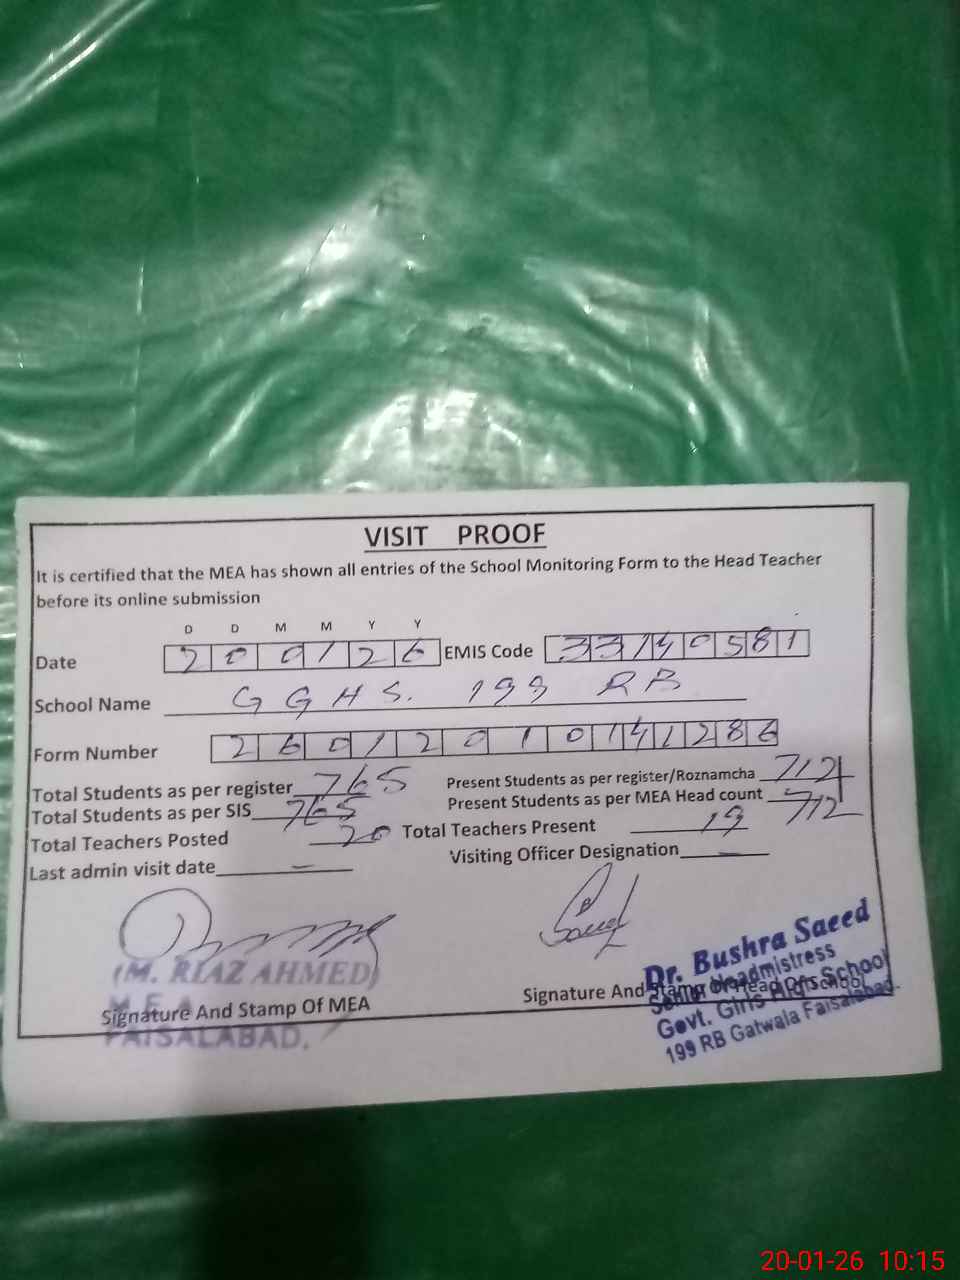 VISIT PROOF
It is certified that the MEA has shown all entries of the School Monitoring Form to the Head Teacher
before its online submission
D D M M Y Y
Date 2 0 0 1 2 6 EMIS Code 3 3 1 4 0 5 8 1
School Name G G H S. 199 RB
Form Number 2 6 0 1 2 0 1 0 1 4 1 2 8 6
Total Students as per register 765 Present Students as per register/Roznamcha 712
Total Students as per SIS 765 Present Students as per MEA Head count 712
Total Teachers Posted 20 Total Teachers Present 19
Last admin visit date — Visiting Officer Designation —
Saeed
(M. RIAZ AHMED)
M.E.A
FAISALABAD.
Signature And Stamp Of MEA
Signature And Stamp Of Head Of School
Dr. Bushra Saeed
Senior Headmistress
Govt. Girls High School
199 RB Gatwala Faisalabad.
20-01-26 10:15